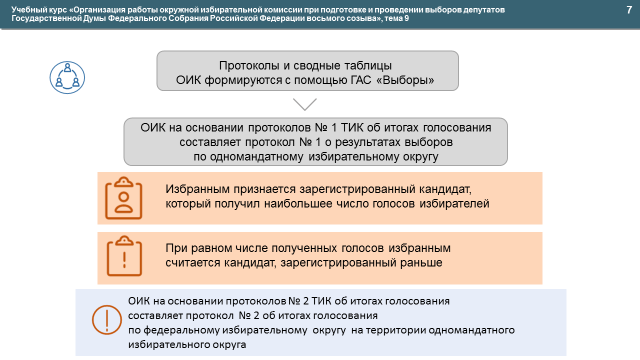 Учебный курс «Организация работы окружной избирательной комиссии при подготовке и проведении выборов депутатов
Государственной Думы Федерального Собрания Российской Федерации восьмого созыва», тема 9
7
Протоколы и сводные таблицы
ОИК формируются с помощью ГАС «Выборы»
ОИК на основании протоколов № 1 ТИК об итогах голосования
составляет протокол № 1 о результатах выборов
по одномандатному избирательному округу
Избранным признается зарегистрированный кандидат,
который получил наибольшее число голосов избирателей
При равном числе полученных голосов избранным
считается кандидат, зарегистрированный раньше
ОИК на основании протоколов № 2 ТИК об итогах голосования
составляет протокол № 2 об итогах голосования
по федеральному избирательному округу на территории одномандатного
избирательного округа